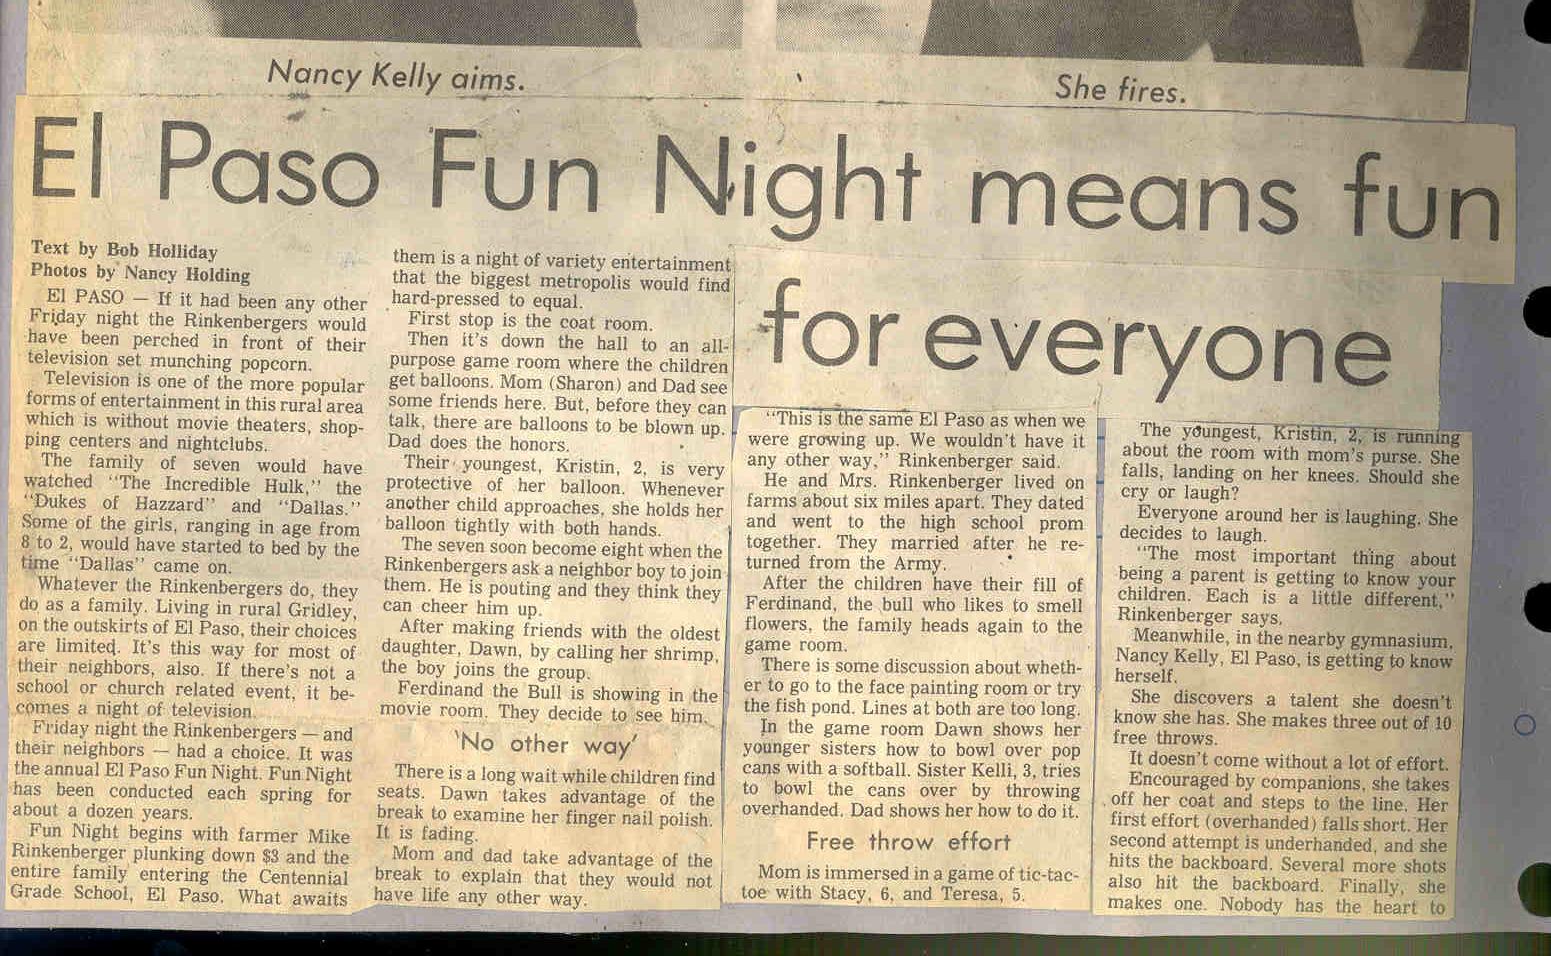 Nancy Kelly aims.
She fires.
El Paso Fun Night means fun
for everyone
Text by Bob Holliday
Photos by Nancy Holding
El PASO — If it had been any other
Friday night the Rinkenbergers would
have been perched in front of their
television set munching popcorn.
Television is one of the more popular
forms of entertainment in this rural area
which is without movie theaters, shop-
ping centers and nightclubs.
The family of seven would have
watched "The Incredible Hulk," the
"Dukes of Hazzard" and "Dallas."
Some of the girls, ranging in age from
8 to 2, would have started to bed by the
time "Dallas" came on.
Whatever the Rinkenbergers do, they
do as a family. Living in rural Gridley,
on the outskirts of El Paso, their choices
are limited. It's this way for most of
their neighbors, also. If there's not a
school or church related event, it be-
comes a night of television.
Friday night the Rinkenbergers — and
their neighbors — had a choice. It was
the annual El Paso Fun Night. Fun Night
has been conducted each spring for
about a dozen years.
Fun Night begins with farmer Mike
Rinkenberger plunking down $3 and the
entire family entering the Centennial
Grade School, El Paso. What awaits
them is a night of variety entertainment
that the biggest metropolis would find
hard-pressed to equal.
First stop is the coat room.
Then it's down the hall to an all-
purpose game room where the children
get balloons. Mom (Sharon) and Dad see
some friends here. But, before they can
talk, there are balloons to be blown up.
Dad does the honors.
Their youngest, Kristin, 2, is very
protective of her balloon. Whenever
another child approaches, she holds her
balloon tightly with both hands.
The seven soon become eight when the
Rinkenbergers ask a neighbor boy to join
them. He is pouting and they think they
can cheer him up.
After making friends with the oldest
daughter, Dawn, by calling her shrimp,
the boy joins the group.
Ferdinand the Bull is showing in the
movie room. They decide to see him.
'No other way'
There is a long wait while children find
seats. Dawn takes advantage of the
break to examine her finger nail polish.
It is fading.
Mom and dad take advantage of the
break to explain that they would not
have life any other way.
"This is the same El Paso as when we
were growing up. We wouldn't have it
any other way," Rinkenberger said.
He and Mrs. Rinkenberger lived on
farms about six miles apart. They dated
and went to the high school prom
together. They married after he re-
turned from the Army.
After the children have their fill of
Ferdinand, the bull who likes to smell
flowers, the family heads again to the
game room.
There is some discussion about wheth-
er to go to the face painting room or try
the fish pond. Lines at both are too long.
In the game room Dawn shows her
younger sisters how to bowl over pop
cans with a softball. Sister Kelli, 3, tries
to bowl the cans over by throwing
overhanded. Dad shows her how to do it.
Free throw effort
Mom is immersed in a game of tic-tac-
toe with Stacy, 6, and Teresa, 5.
The youngest, Kristin, 2, is running
about the room with mom's purse. She
falls, landing on her knees. Should she
cry or laugh?
Everyone around her is laughing. She
decides to laugh.
"The most important thing about
being a parent is getting to know your
children. Each is a little different,"
Rinkenberger says.
Meanwhile, in the nearby gymnasium,
Nancy Kelly, El Paso, is getting to know
herself.
She discovers a talent she doesn't
know she has. She makes three out of 10
free throws.
It doesn't come without a lot of effort.
Encouraged by companions, she takes
off her coat and steps to the line. Her
first effort (overhanded) falls short. Her
second attempt is underhanded, and she
hits the backboard. Several more shots
also hit the backboard. Finally, she
makes one. Nobody has the heart to